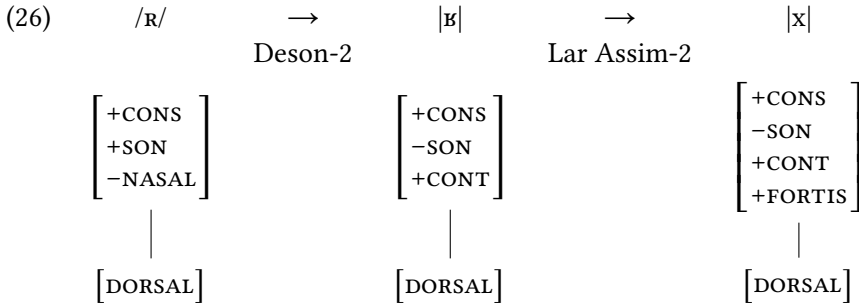 (26) /ʀ/ → |ʁ| → |x|
Deson-2 Lar Assim-2
[+CONS +SON −NASAL] [+CONS −SON +CONT] [+CONS −SON +CONT +FORTIS]
[DORSAL] [DORSAL] [DORSAL]